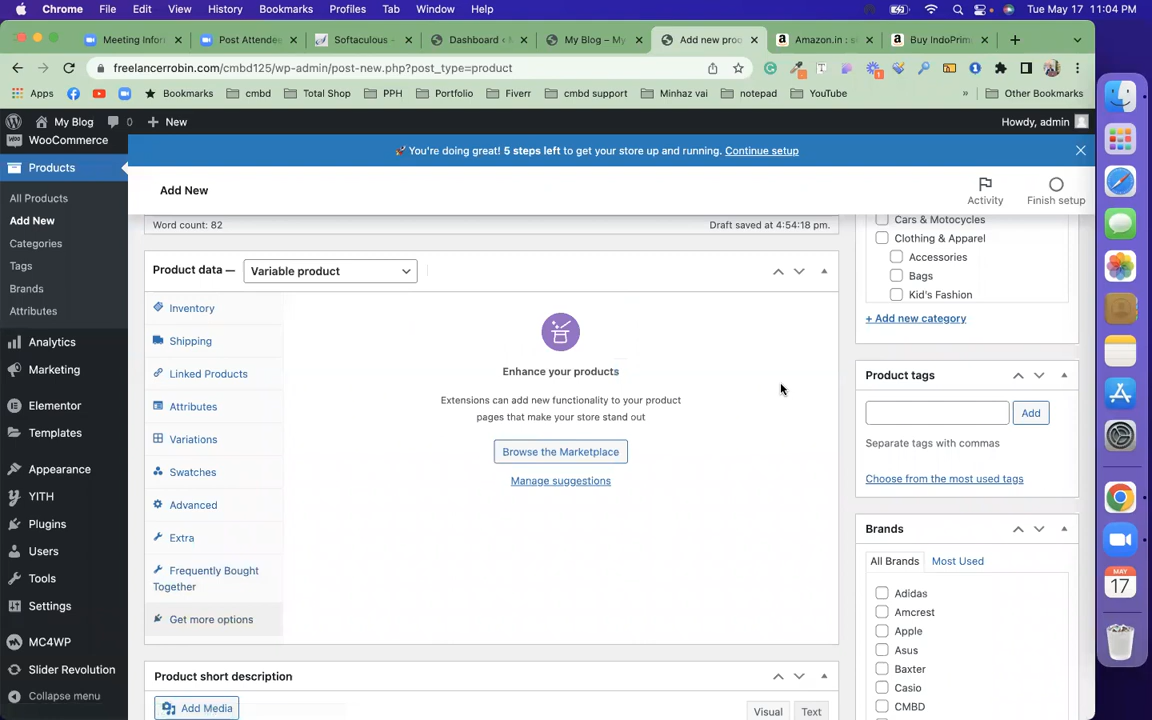 Chrome File Edit View History Bookmarks Profiles Tab Window Help Tue May 17 11:04 PM
Meeting Infor Post Attende Softaculous - Dashboard ‹ My Blog – My Add new pro Amazon.in : s Buy IndoPrim
freelancerrobin.com/cmbd125/wp-admin/post-new.php?post_type=product
Apps Bookmarks cmbd Total Shop PPH Portfolio Fiverr cmbd support Minhaz vai notepad YouTube » Other Bookmarks
My Blog 0 New Howdy, admin
WooCommerce
🚀 You're doing great! 5 steps left to get your store up and running. Continue setup
Products
All Products
Add New
Categories
Tags
Brands
Attributes
Analytics
Marketing
Elementor
Templates
Appearance
YITH
Plugins
Users
Tools
Settings
MC4WP
Slider Revolution
Collapse menu
Add New
Activity
Finish setup
Word count: 82 Draft saved at 4:54:18 pm.
Product data — Variable product
Inventory
Shipping
Linked Products
Attributes
Variations
Swatches
Advanced
Extra
Frequently Bought
Together
Get more options
Enhance your products
Extensions can add new functionality to your product
pages that make your store stand out
Browse the Marketplace
Manage suggestions
Product short description
Add Media
Visual Text
Cars & Motocycles
Clothing & Apparel
Accessories
Bags
Kid's Fashion
+ Add new category
Product tags
Add
Separate tags with commas
Choose from the most used tags
Brands
All Brands Most Used
Adidas
Amcrest
Apple
Asus
Baxter
Casio
CMBD
MAY
17